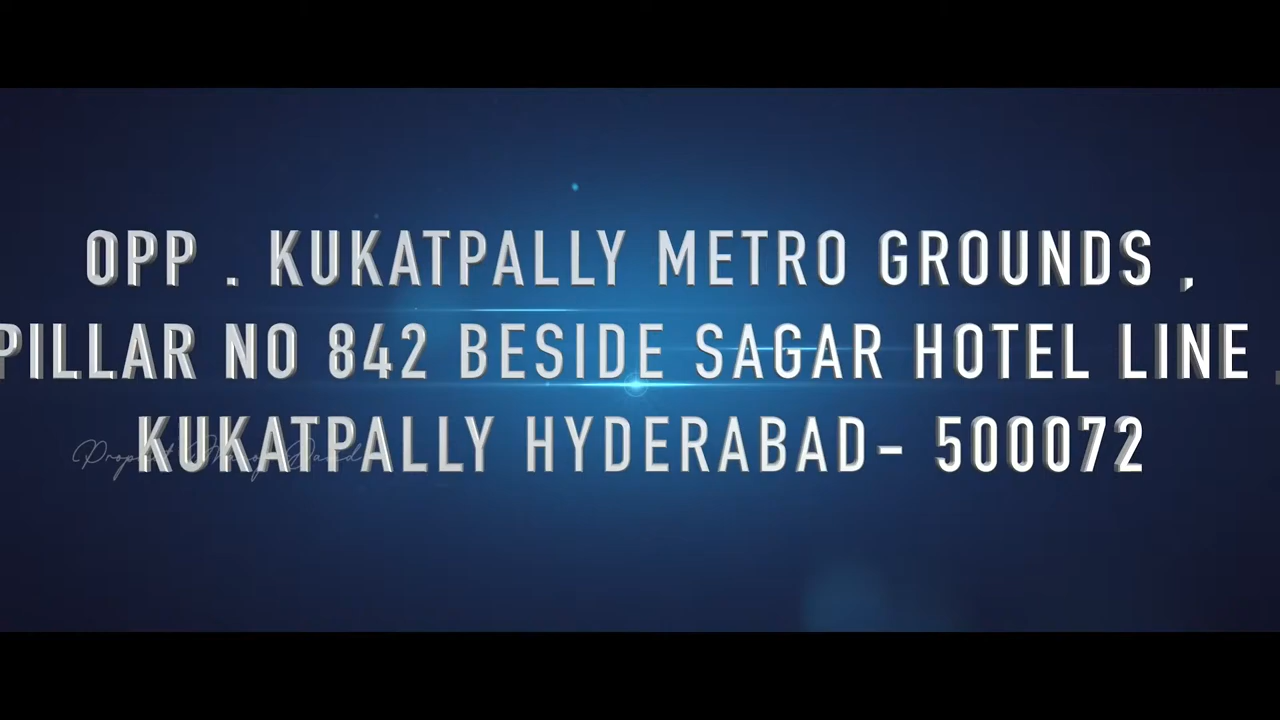 OPP . KUKATPALLY METRO GROUNDS ,
PILLAR NO 842 BESIDE SAGAR HOTEL LINE
KUKATPALLY HYDERABAD- 500072